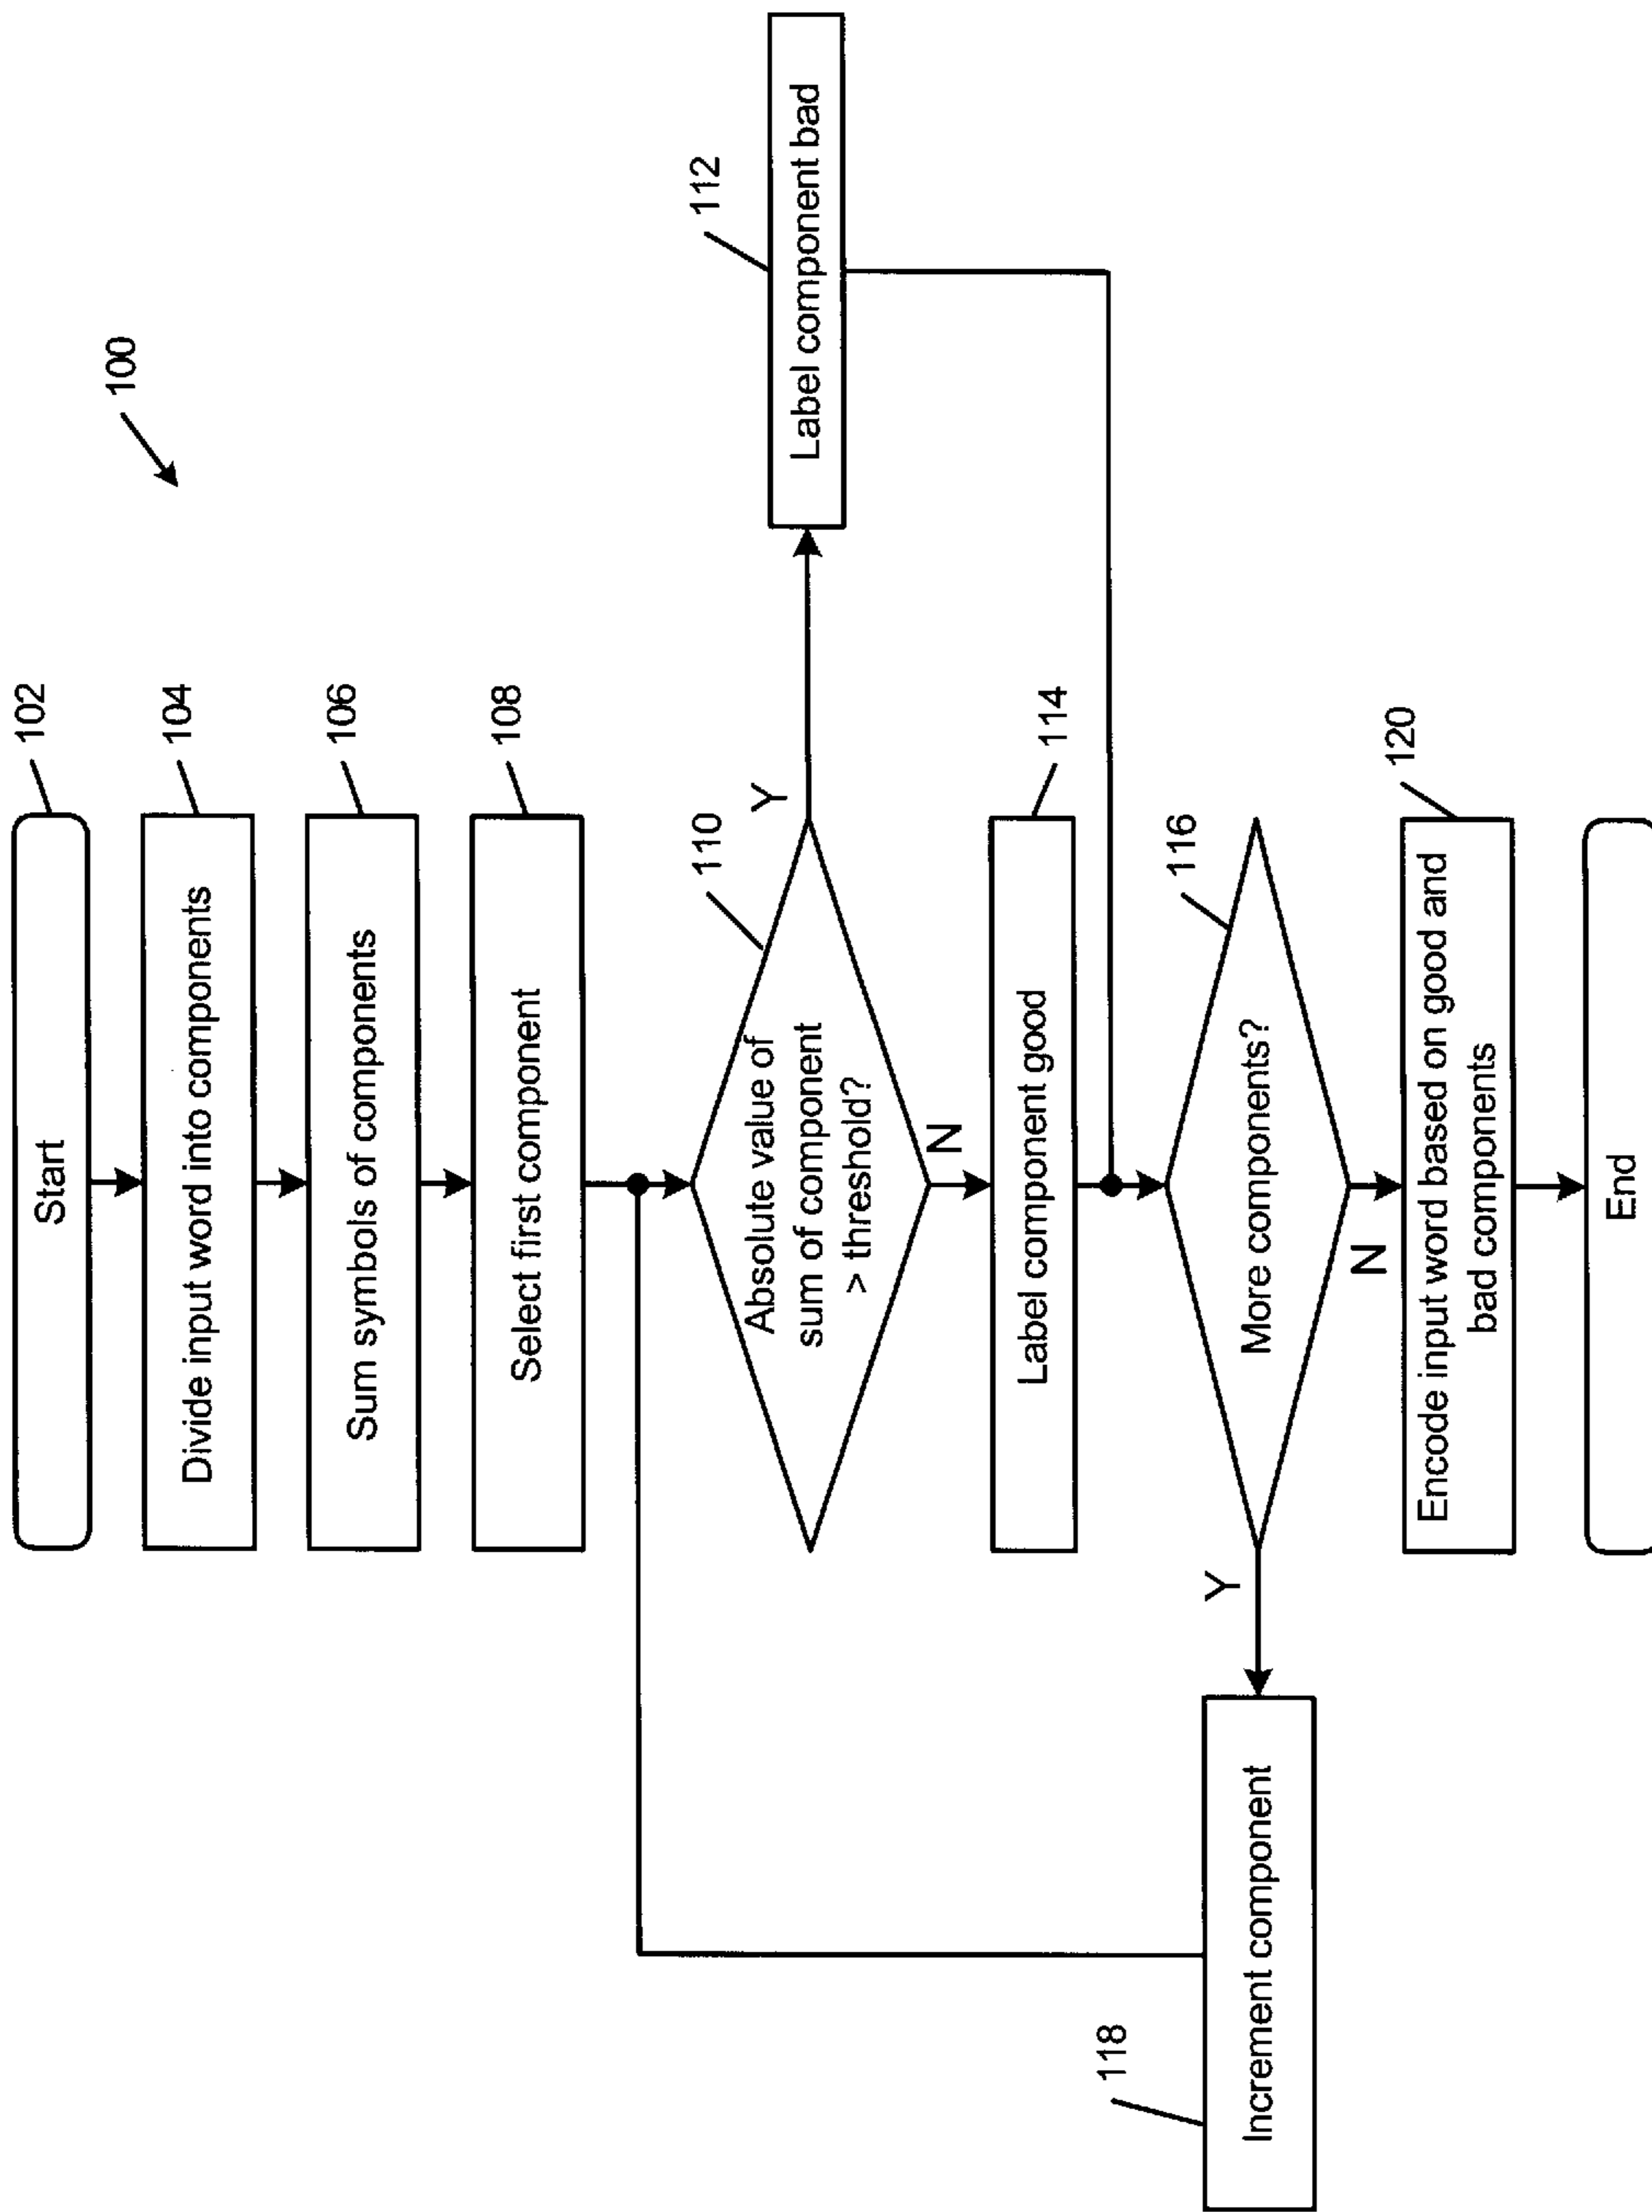 100
Start
102
Divide input word into components
104
Sum symbols of components
106
Select first component
108
Absolute value of
sum of component
> threshold?
110
Y
Label component bad
112
N
Label component good
114
More components?
116
Y
Increment component
118
N
Encode input word based on good and
bad components
120
End